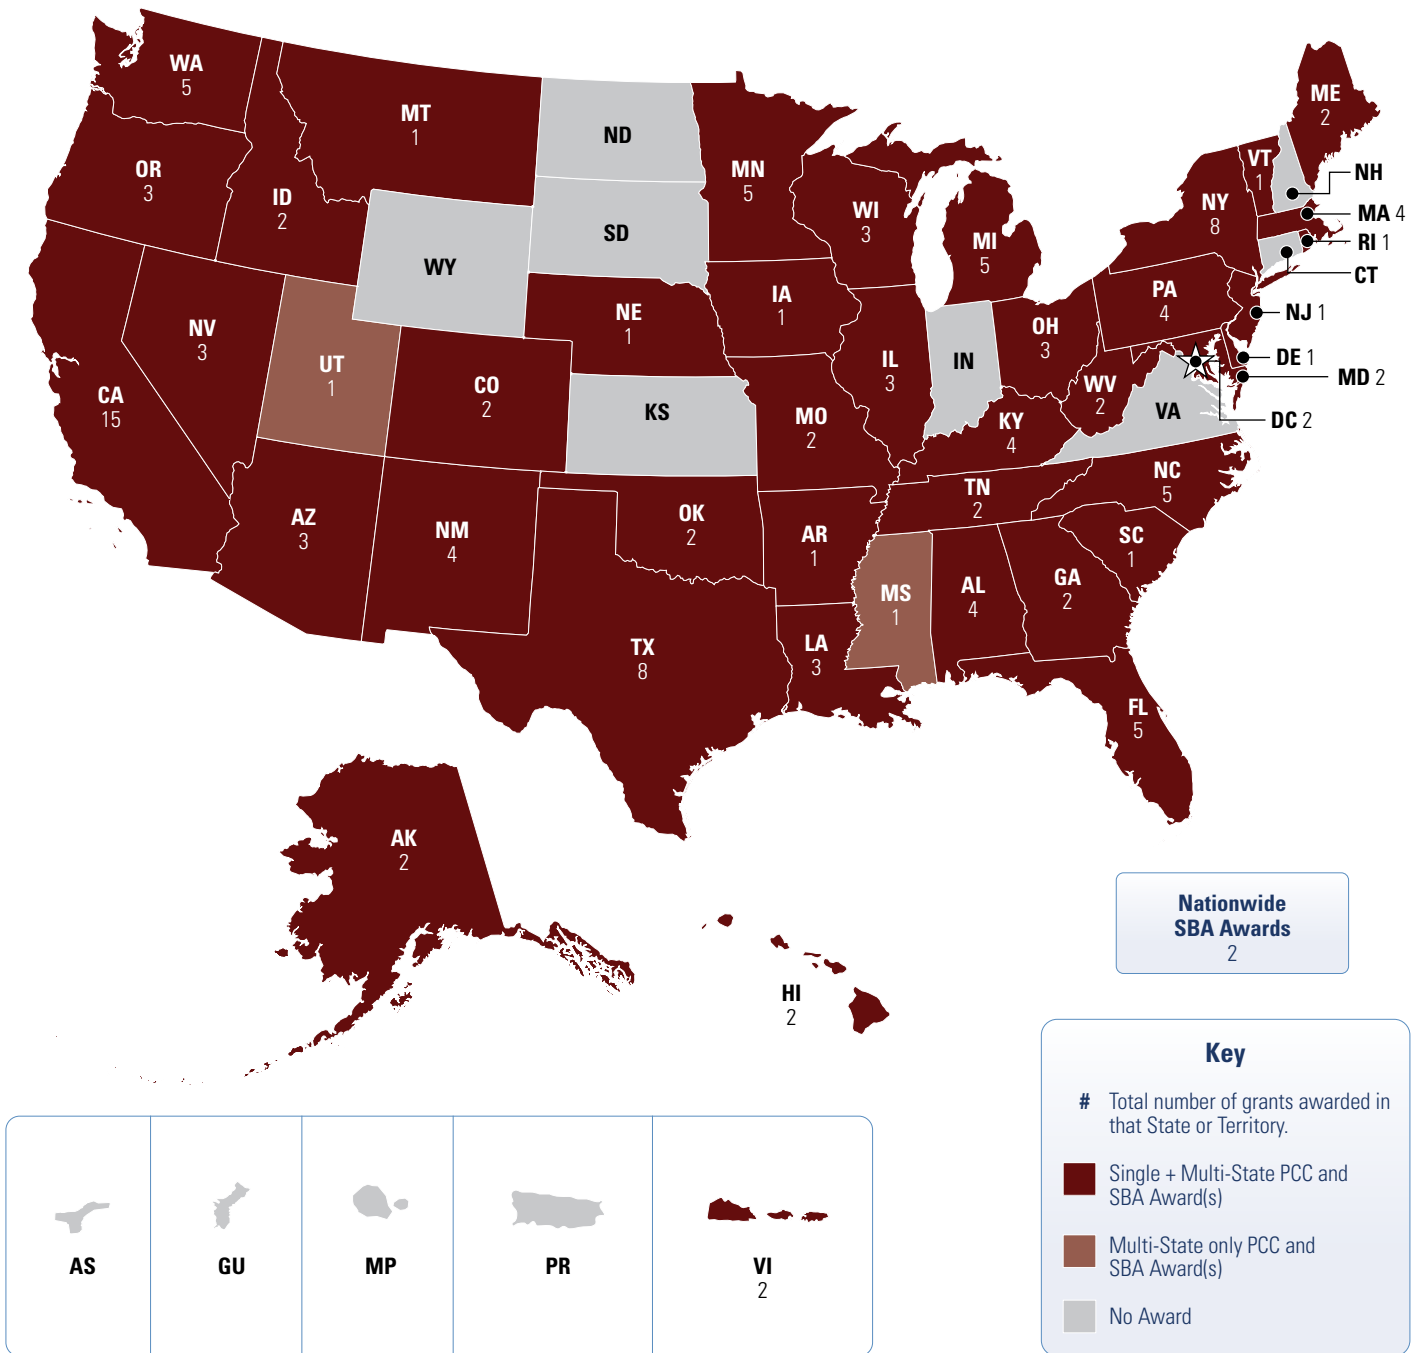 WA
5
OR
3
CA
15
ID
2
NV
3
MT
1
WY
UT
1
AZ
3
CO
2
NM
4
ND
SD
NE
1
KS
OK
2
TX
8
MN
5
IA
1
MO
2
AR
1
LA
3
WI
3
IL
3
MI
5
IN
OH
3
KY
4
TN
2
MS
1
AL
4
GA
2
FL
5
SC
1
NC
5
VA
WV
2
PA
4
NY
8
VT
1
ME
2
NH
MA 4
RI 1
CT
NJ 1
DE 1
MD 2
DC 2
AK
2
HI
2
Nationwide
SBA Awards
2
Key
# Total number of grants awarded in
that State or Territory.
Single + Multi-State PCC and
SBA Award(s)
Multi-State only PCC and
SBA Award(s)
No Award
AS
GU
MP
PR
VI
2